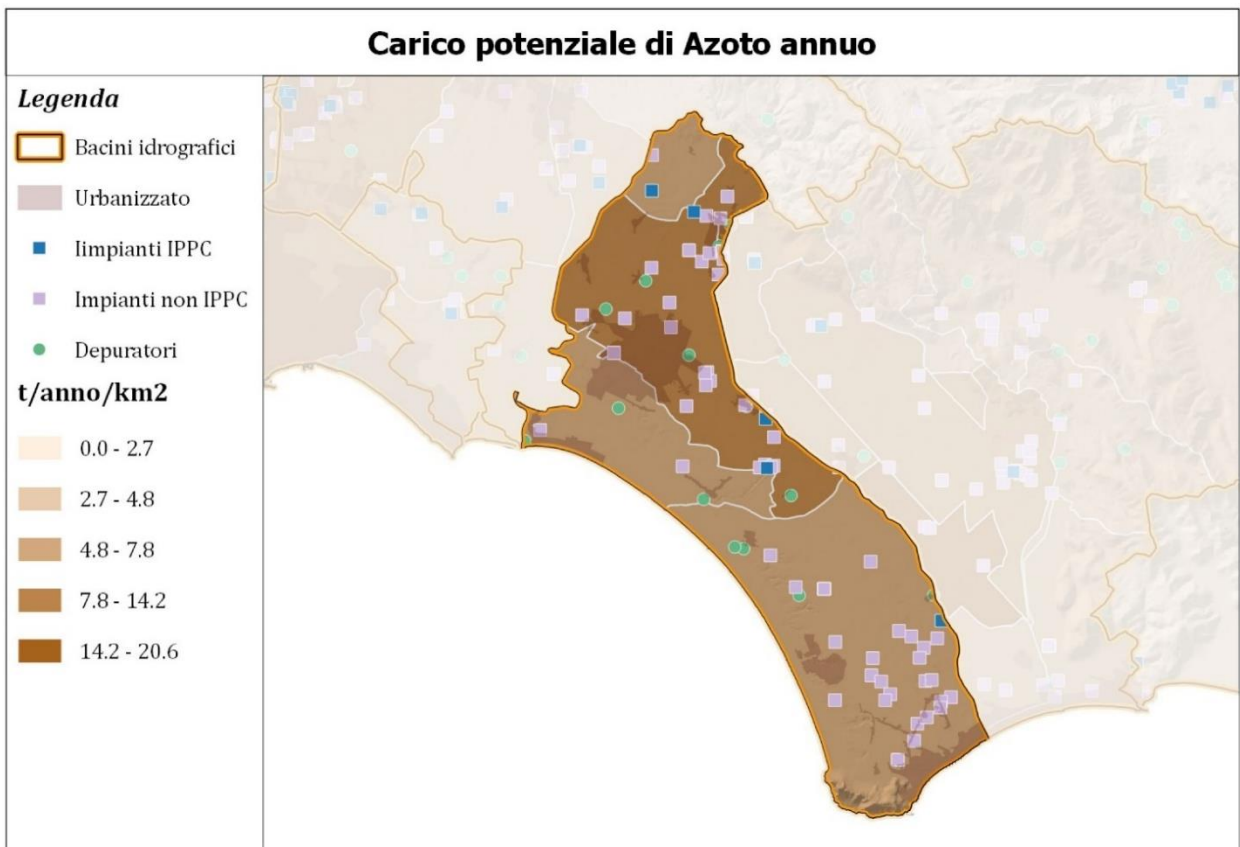 Carico potenziale di Azoto annuo
Legenda
Bacini idrografici
Urbanizzato
Iimpianti IPPC
Impianti non IPPC
Depuratori
t/anno/km2
0.0 - 2.7
2.7 - 4.8
4.8 - 7.8
7.8 - 14.2
14.2 - 20.6